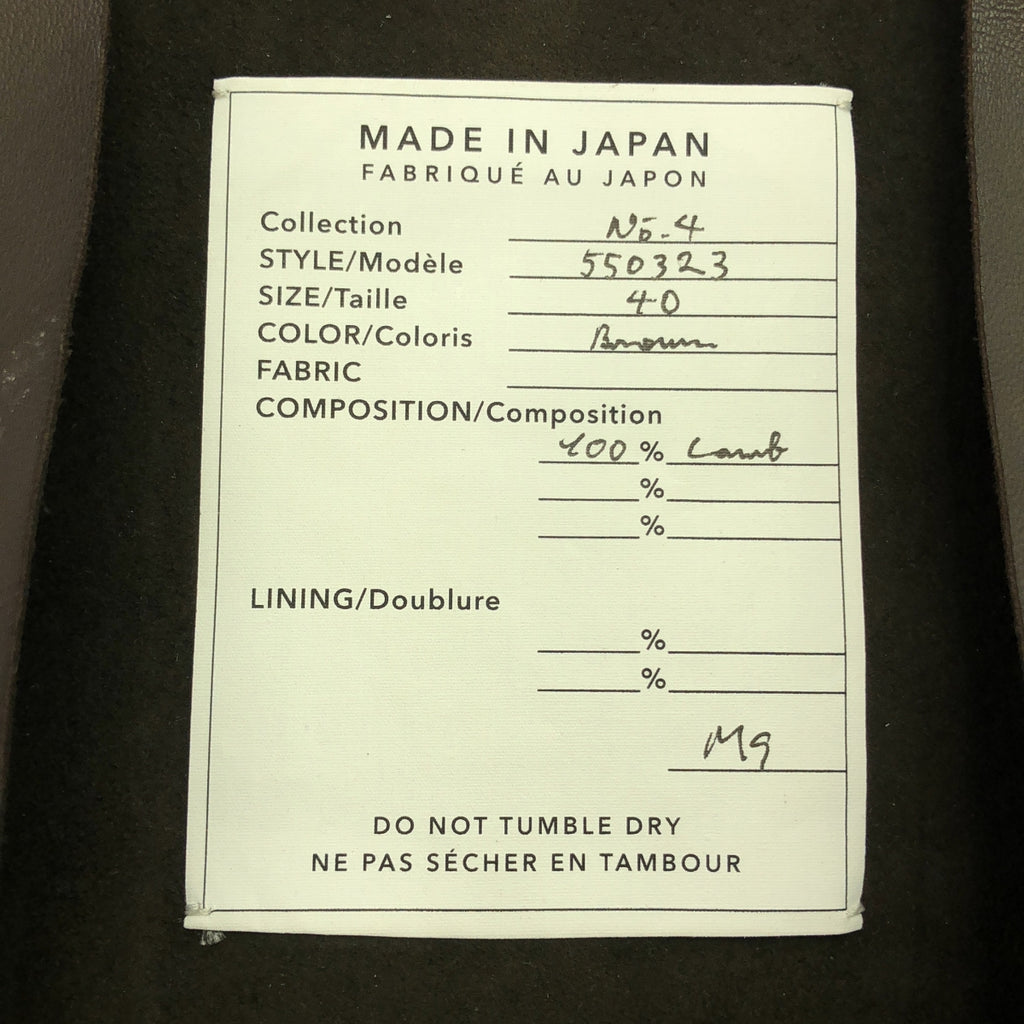 MADE IN JAPAN
FABRIQUÉ AU JAPON
Collection No.4
STYLE/Modèle 550323
SIZE/Taille 40
COLOR/Coloris Brown
FABRIC
COMPOSITION/Composition
100 % Lamb
%
%
LINING/Doublure
%
%
DO NOT TUMBLE DRY
NE PAS SÉCHER EN TAMBOUR